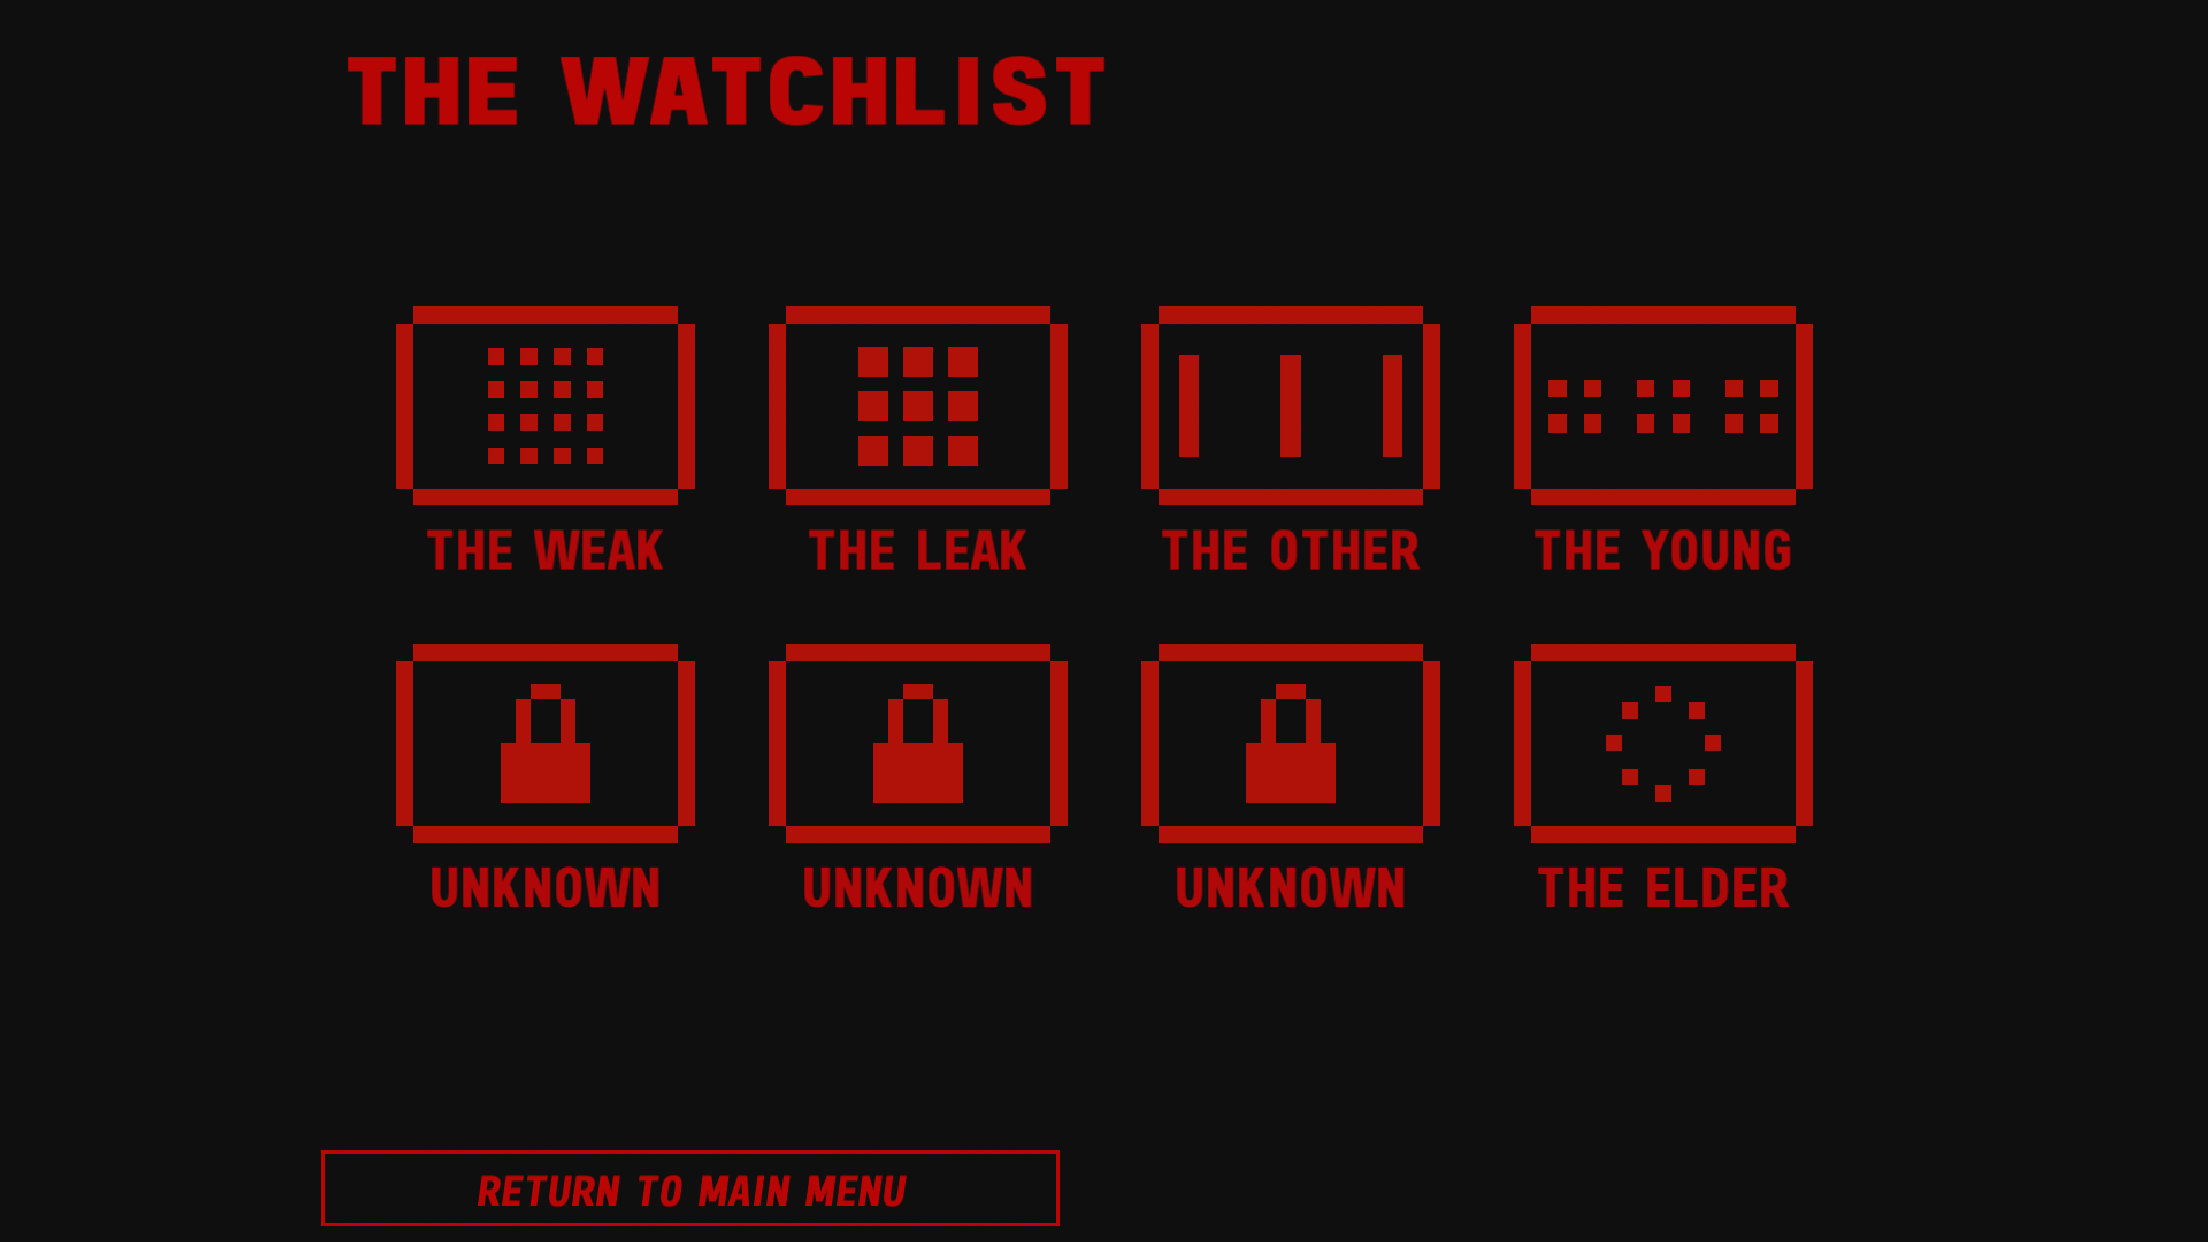 THE WATCHLIST
THE WEAK
THE LEAK
THE OTHER
THE YOUNG
UNKNOWN
UNKNOWN
UNKNOWN
THE ELDER
RETURN TO MAIN MENU